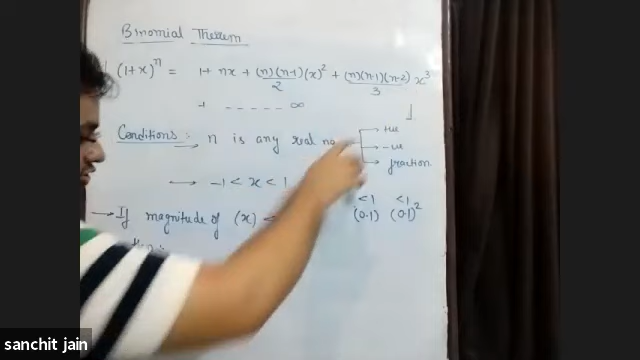 Binomial Theorem
(1+x)^n = 1 + nx + (n)(n-1)(x)^2/2 + (n)(n-1)(n-2)x^3/3
+ - - - - - - ∞
Conditions : n is any real no. → +ve
→ -ve
→ fraction
→ -1 < x < 1
<1 <1
→ If magnitude of (x) < (0.1) (0.1)^2
sanchit jain